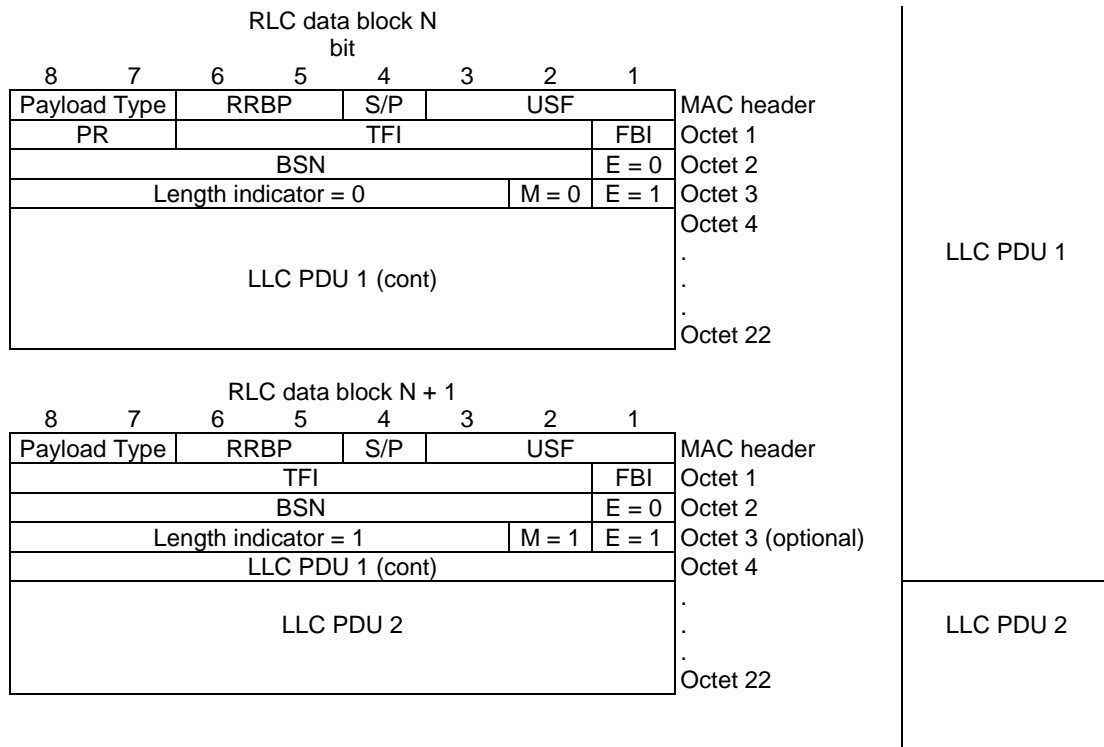 RLC data block N
bit
8 7 6 5 4 3 2 1
Payload Type RRBP S/P USF MAC header
PR TFI FBI Octet 1
BSN E = 0 Octet 2
Length indicator = 0 M = 0 E = 1 Octet 3
Octet 4
.
LLC PDU 1 (cont) .
.
Octet 22
LLC PDU 1
RLC data block N + 1
8 7 6 5 4 3 2 1
Payload Type RRBP S/P USF MAC header
TFI FBI Octet 1
BSN E = 0 Octet 2
Length indicator = 1 M = 1 E = 1 Octet 3 (optional)
LLC PDU 1 (cont) Octet 4
.
LLC PDU 2 .
.
Octet 22
LLC PDU 2